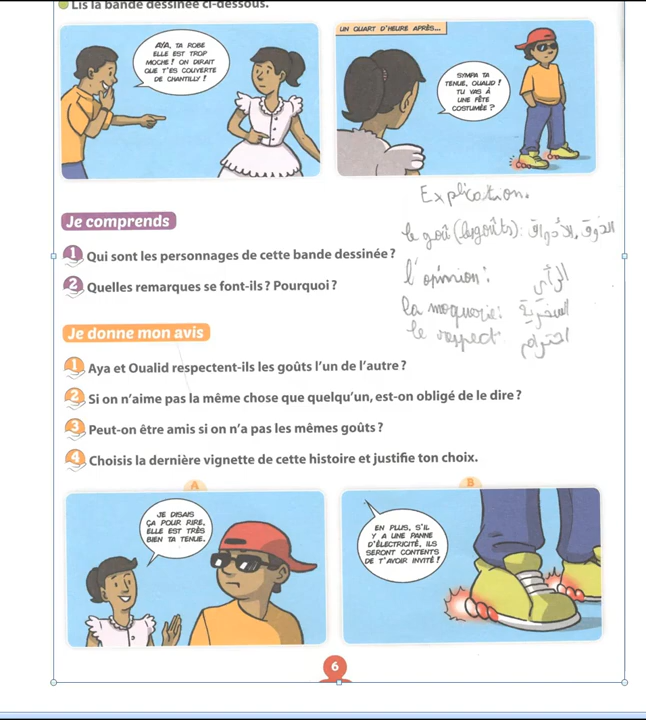 Lis la bande dessinée ci-dessous.
AYA, TA ROBE
ELLE EST TROP
MOCHE ! ON DIRAIT
QUE T'ES COUVERTE
DE CHANTILLY !
UN QUART D'HEURE APRÈS...
SYMPA TA
TENUE, OUALID !
TU VAS À
UNE FÊTE
COSTUMÉE ?
Explication.
le goû (les goûts): الذوق, الأذواق
l'opinion: الرأي
la moquerie: السخرية
le respect: احترام
Je comprends
1 Qui sont les personnages de cette bande dessinée ?
2 Quelles remarques se font-ils ? Pourquoi ?
Je donne mon avis
1 Aya et Oualid respectent-ils les goûts l'un de l'autre ?
2 Si on n'aime pas la même chose que quelqu'un, est-on obligé de le dire ?
3 Peut-on être amis si on n'a pas les mêmes goûts ?
4 Choisis la dernière vignette de cette histoire et justifie ton choix.
A
JE DISAIS
ÇA POUR RIRE,
ELLE EST TRÈS
BIEN TA TENUE.
B
EN PLUS, S'IL
Y A UNE PANNE
D'ÉLECTRICITÉ, ILS
SERONT CONTENTS
DE T'AVOIR INVITÉ !
6